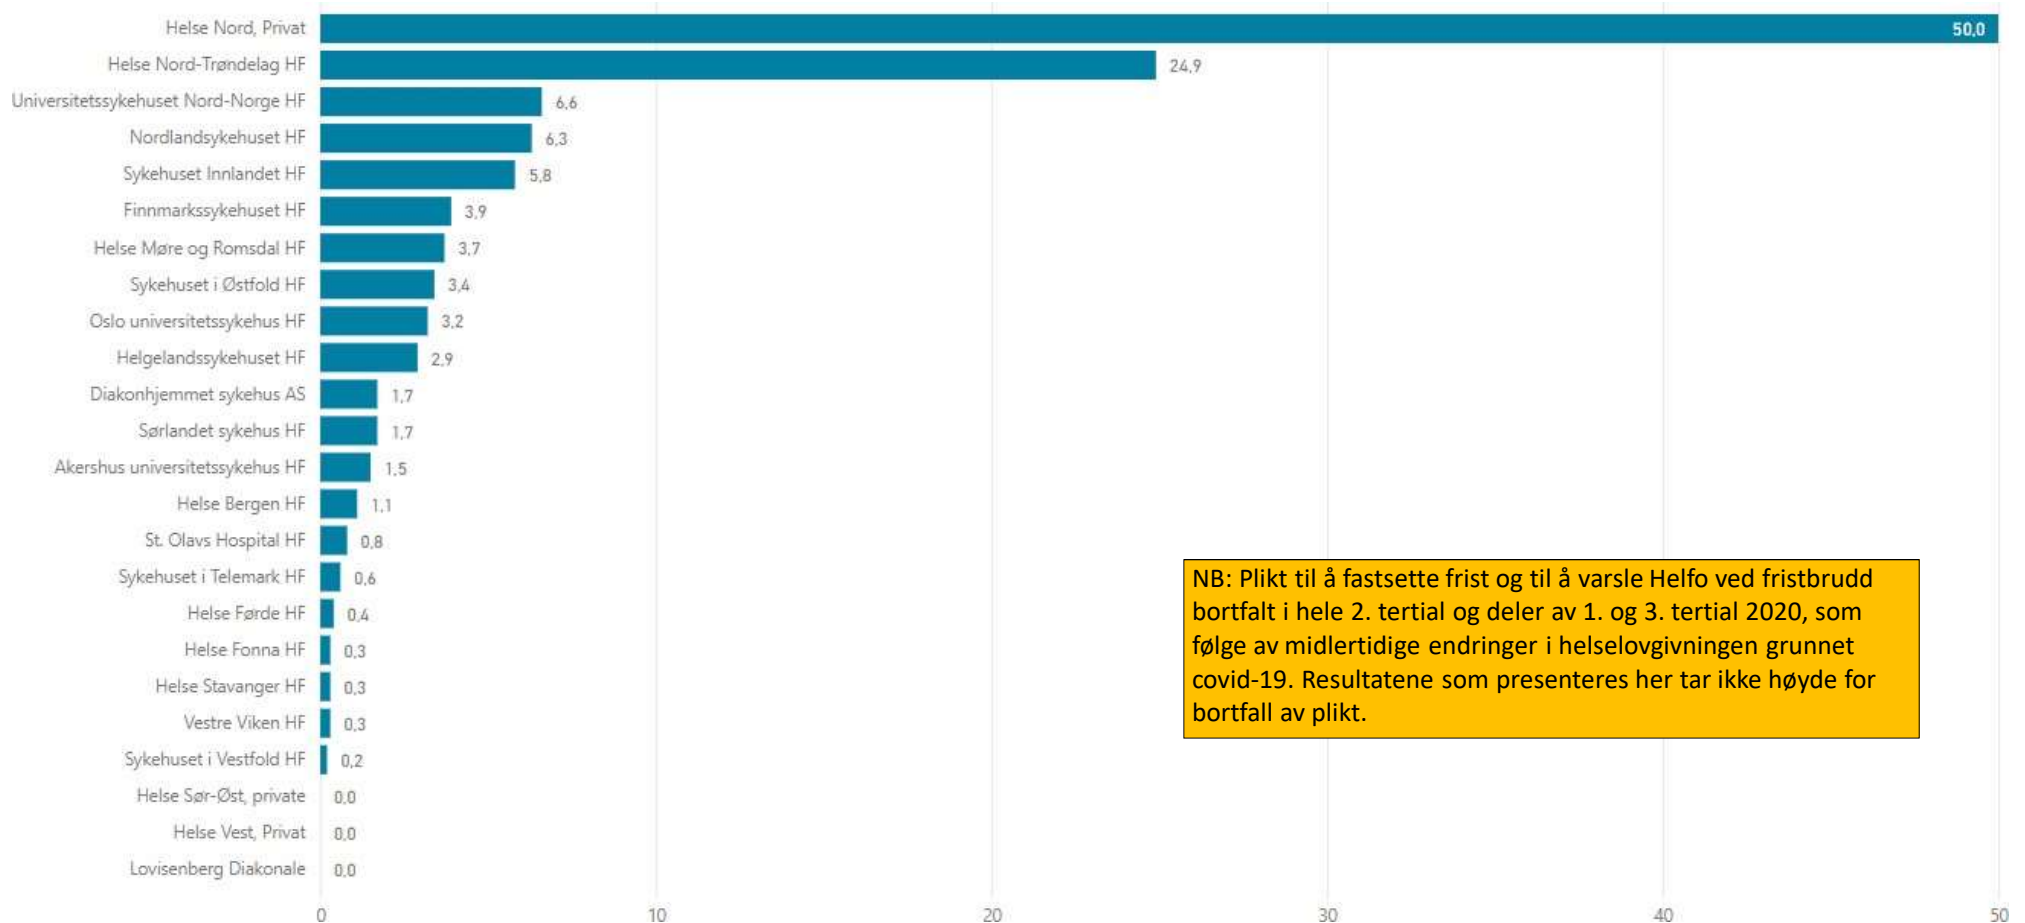 Helse Nord, Privat 50,0
Helse Nord-Trøndelag HF 24,9
Universitetssykehuset Nord-Norge HF 6,6
Nordlandsykehuset HF 6,3
Sykehuset Innlandet HF 5,8
Finnmarkssykehuset HF 3,9
Helse Møre og Romsdal HF 3,7
Sykehuset i Østfold HF 3,4
Oslo universitetssykehus HF 3,2
Helgelandssykehuset HF 2,9
Diakonhjemmet sykehus AS 1,7
Sørlandet sykehus HF 1,7
Akershus universitetssykehus HF 1,5
Helse Bergen HF 1,1
St. Olavs Hospital HF 0,8
Sykehuset i Telemark HF 0,6
Helse Førde HF 0,4
Helse Fonna HF 0,3
Helse Stavanger HF 0,3
Vestre Viken HF 0,3
Sykehuset i Vestfold HF 0,2
Helse Sør-Øst, private 0,0
Helse Vest, Privat 0,0
Lovisenberg Diakonale 0,0
0 10 20 30 40 50
NB: Plikt til å fastsette frist og til å varsle Helfo ved fristbrudd
bortfalt i hele 2. tertial og deler av 1. og 3. tertial 2020, som
følge av midlertidige endringer i helselovgivningen grunnet
covid-19. Resultatene som presenteres her tar ikke høyde for
bortfall av plikt.